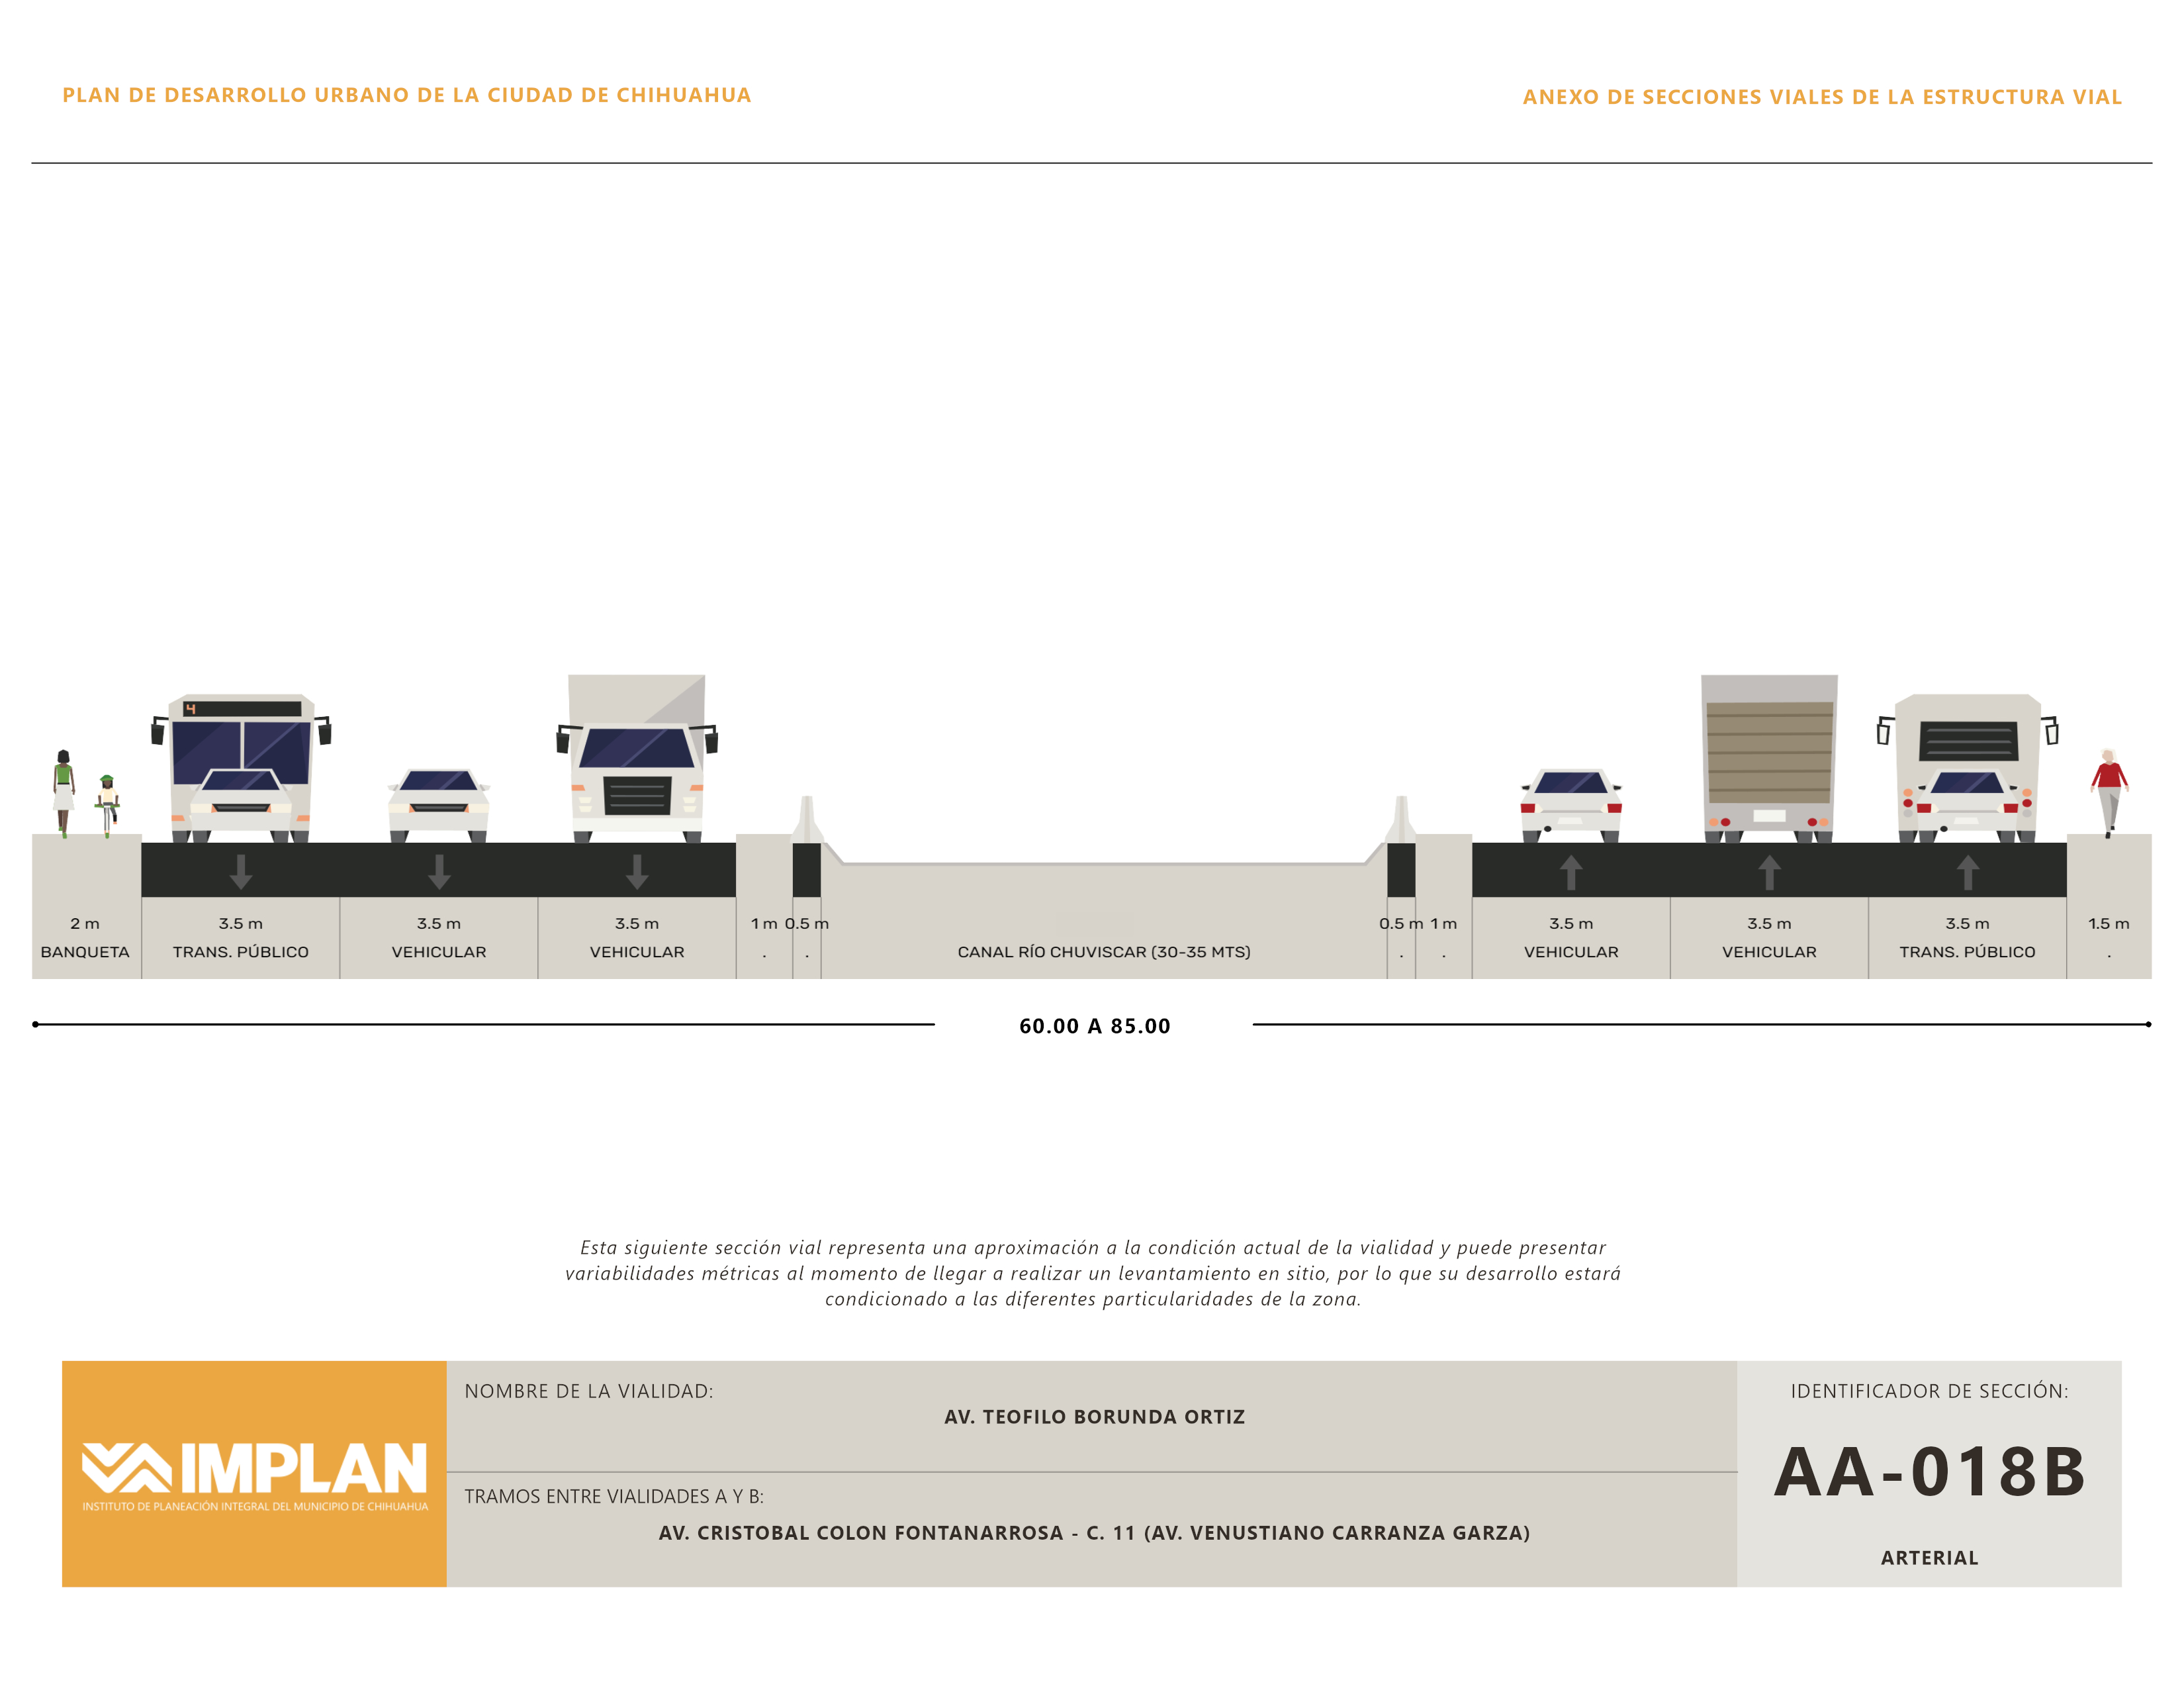 PLAN DE DESARROLLO URBANO DE LA CIUDAD DE CHIHUAHUA
ANEXO DE SECCIONES VIALES DE LA ESTRUCTURA VIAL
4
2 m 3.5 m 3.5 m 3.5 m 1 m 0.5 m 0.5 m 1 m 3.5 m 3.5 m 3.5 m 1.5 m
BANQUETA TRANS. PÚBLICO VEHICULAR VEHICULAR . . CANAL RÍO CHUVISCAR (30-35 MTS) . . VEHICULAR VEHICULAR TRANS. PÚBLICO .
60.00 A 85.00
Esta siguiente sección vial representa una aproximación a la condición actual de la vialidad y puede presentar
variabilidades métricas al momento de llegar a realizar un levantamiento en sitio, por lo que su desarrollo estará
condicionado a las diferentes particularidades de la zona.
IMPLAN
INSTITUTO DE PLANEACIÓN INTEGRAL DEL MUNICIPIO DE CHIHUAHUA
NOMBRE DE LA VIALIDAD:
AV. TEOFILO BORUNDA ORTIZ
TRAMOS ENTRE VIALIDADES A Y B:
AV. CRISTOBAL COLON FONTANARROSA - C. 11 (AV. VENUSTIANO CARRANZA GARZA)
IDENTIFICADOR DE SECCIÓN:
AA-018B
ARTERIAL